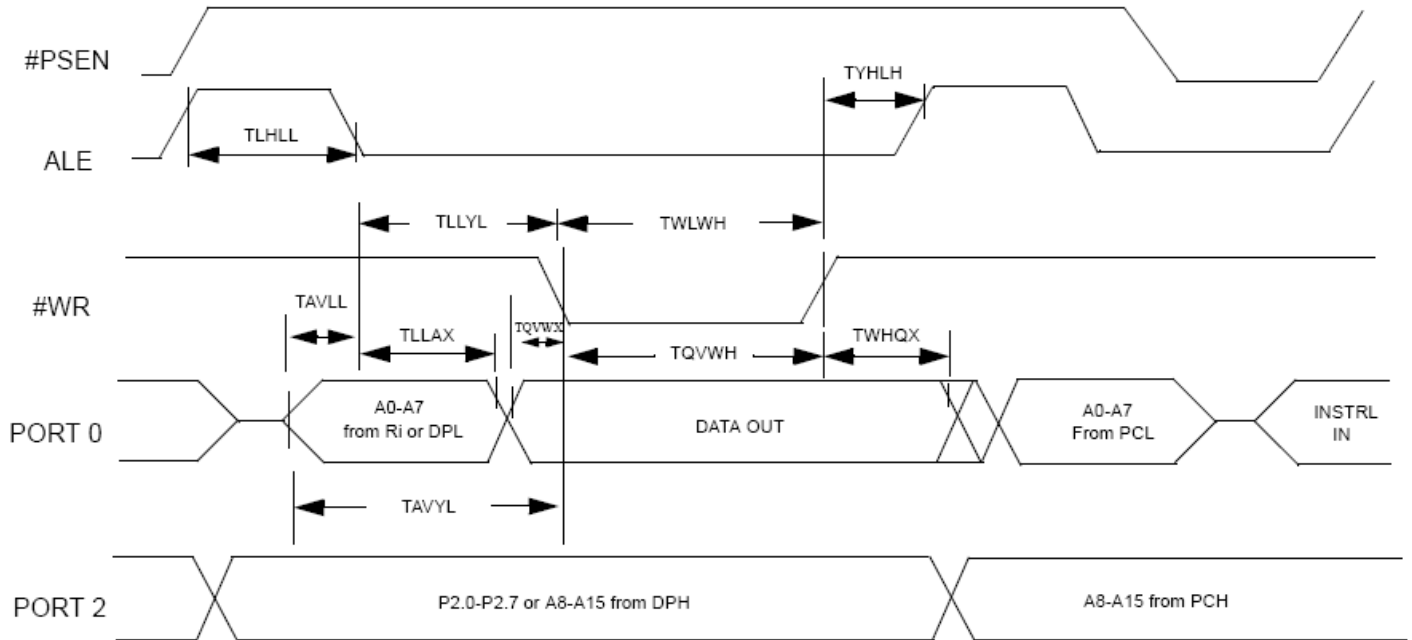 #PSEN
TYHLH
TLHLL
ALE
TLLYL
TWLWH
#WR
TAVLL
TQVWX
TLLAX
TQVWH
TWHQX
PORT 0
A0-A7
from Ri or DPL
DATA OUT
A0-A7
From PCL
INSTRL
IN
TAVYL
PORT 2
P2.0-P2.7 or A8-A15 from DPH
A8-A15 from PCH